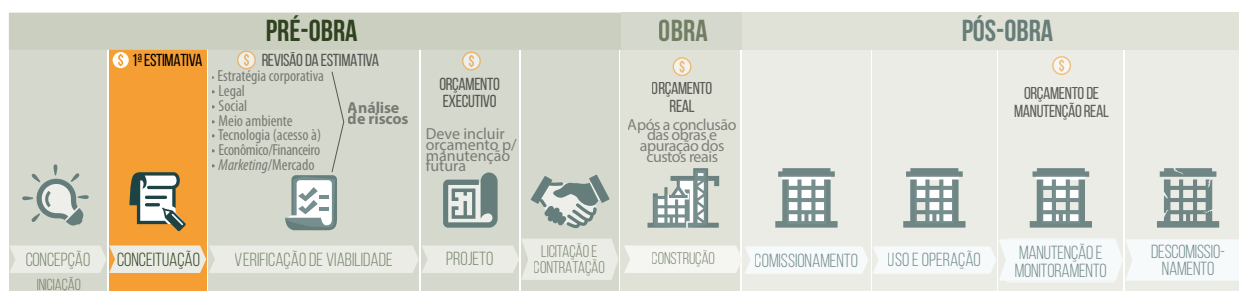 PRÉ-OBRA
OBRA
PÓS-OBRA
$ 1ª ESTIMATIVA
$ REVISÃO DA ESTIMATIVA
• Estratégia corporativa
• Legal
• Social
• Meio ambiente
• Tecnologia (acesso à)
• Econômico/Financeiro
• Marketing/Mercado
Análise
de riscos
$
ORÇAMENTO
EXECUTIVO
Deve incluir
orçamento p/
manutenção
futura
$
ORÇAMENTO
REAL
Após a conclusão
das obras e
apuração dos
custos reais
$
ORÇAMENTO DE
MANUTENÇÃO REAL
CONCEPÇÃO
INICIAÇÃO
CONCEITUAÇÃO
VERIFICAÇÃO DE VIABILIDADE
PROJETO
LICITAÇÃO E
CONTRATAÇÃO
CONSTRUÇÃO
COMISSIONAMENTO
USO E OPERAÇÃO
MANUTENÇÃO E
MONITORAMENTO
DESCOMISSIO-
NAMENTO